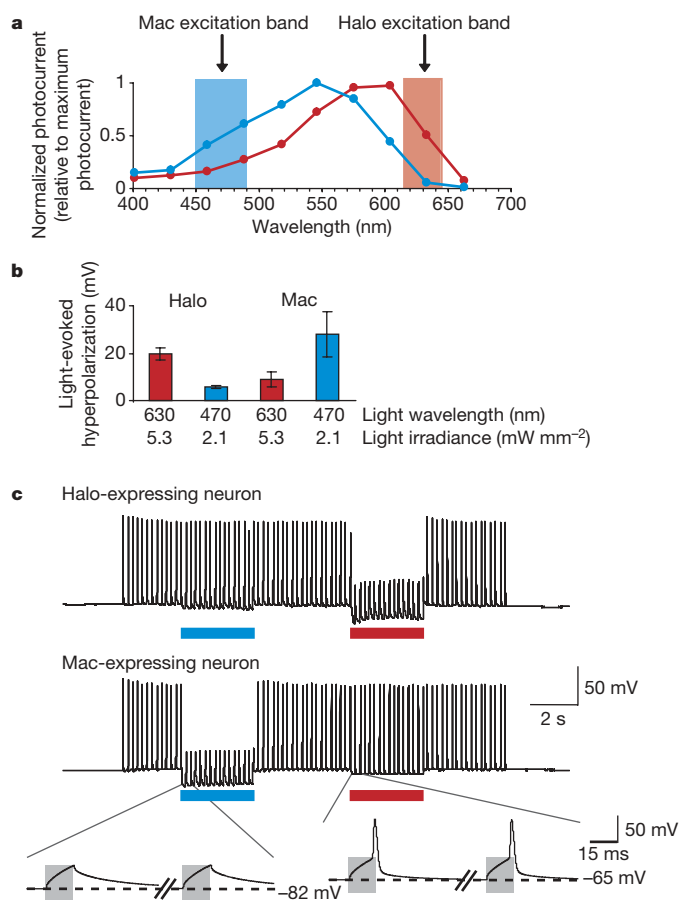 a
Mac excitation band
Halo excitation band
Normalized photocurrent
(relative to maximum
photocurrent)
1
0.5
0
400
450
500
550
600
650
700
Wavelength (nm)
b
Light-evoked
hyperpolarization (mV)
40
20
0
Halo
Mac
630 470 630 470 Light wavelength (nm)
5.3 2.1 5.3 2.1 Light irradiance (mW mm⁻²)
c
Halo-expressing neuron
Mac-expressing neuron
50 mV
2 s
50 mV
15 ms
−82 mV
−65 mV